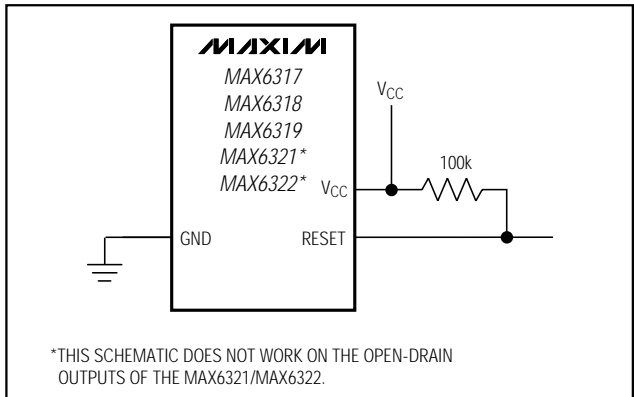 MAXIM
MAX6317
MAX6318
MAX6319
MAX6321*
MAX6322*
VCC
VCC
100k
GND
RESET
*THIS SCHEMATIC DOES NOT WORK ON THE OPEN-DRAIN
OUTPUTS OF THE MAX6321/MAX6322.